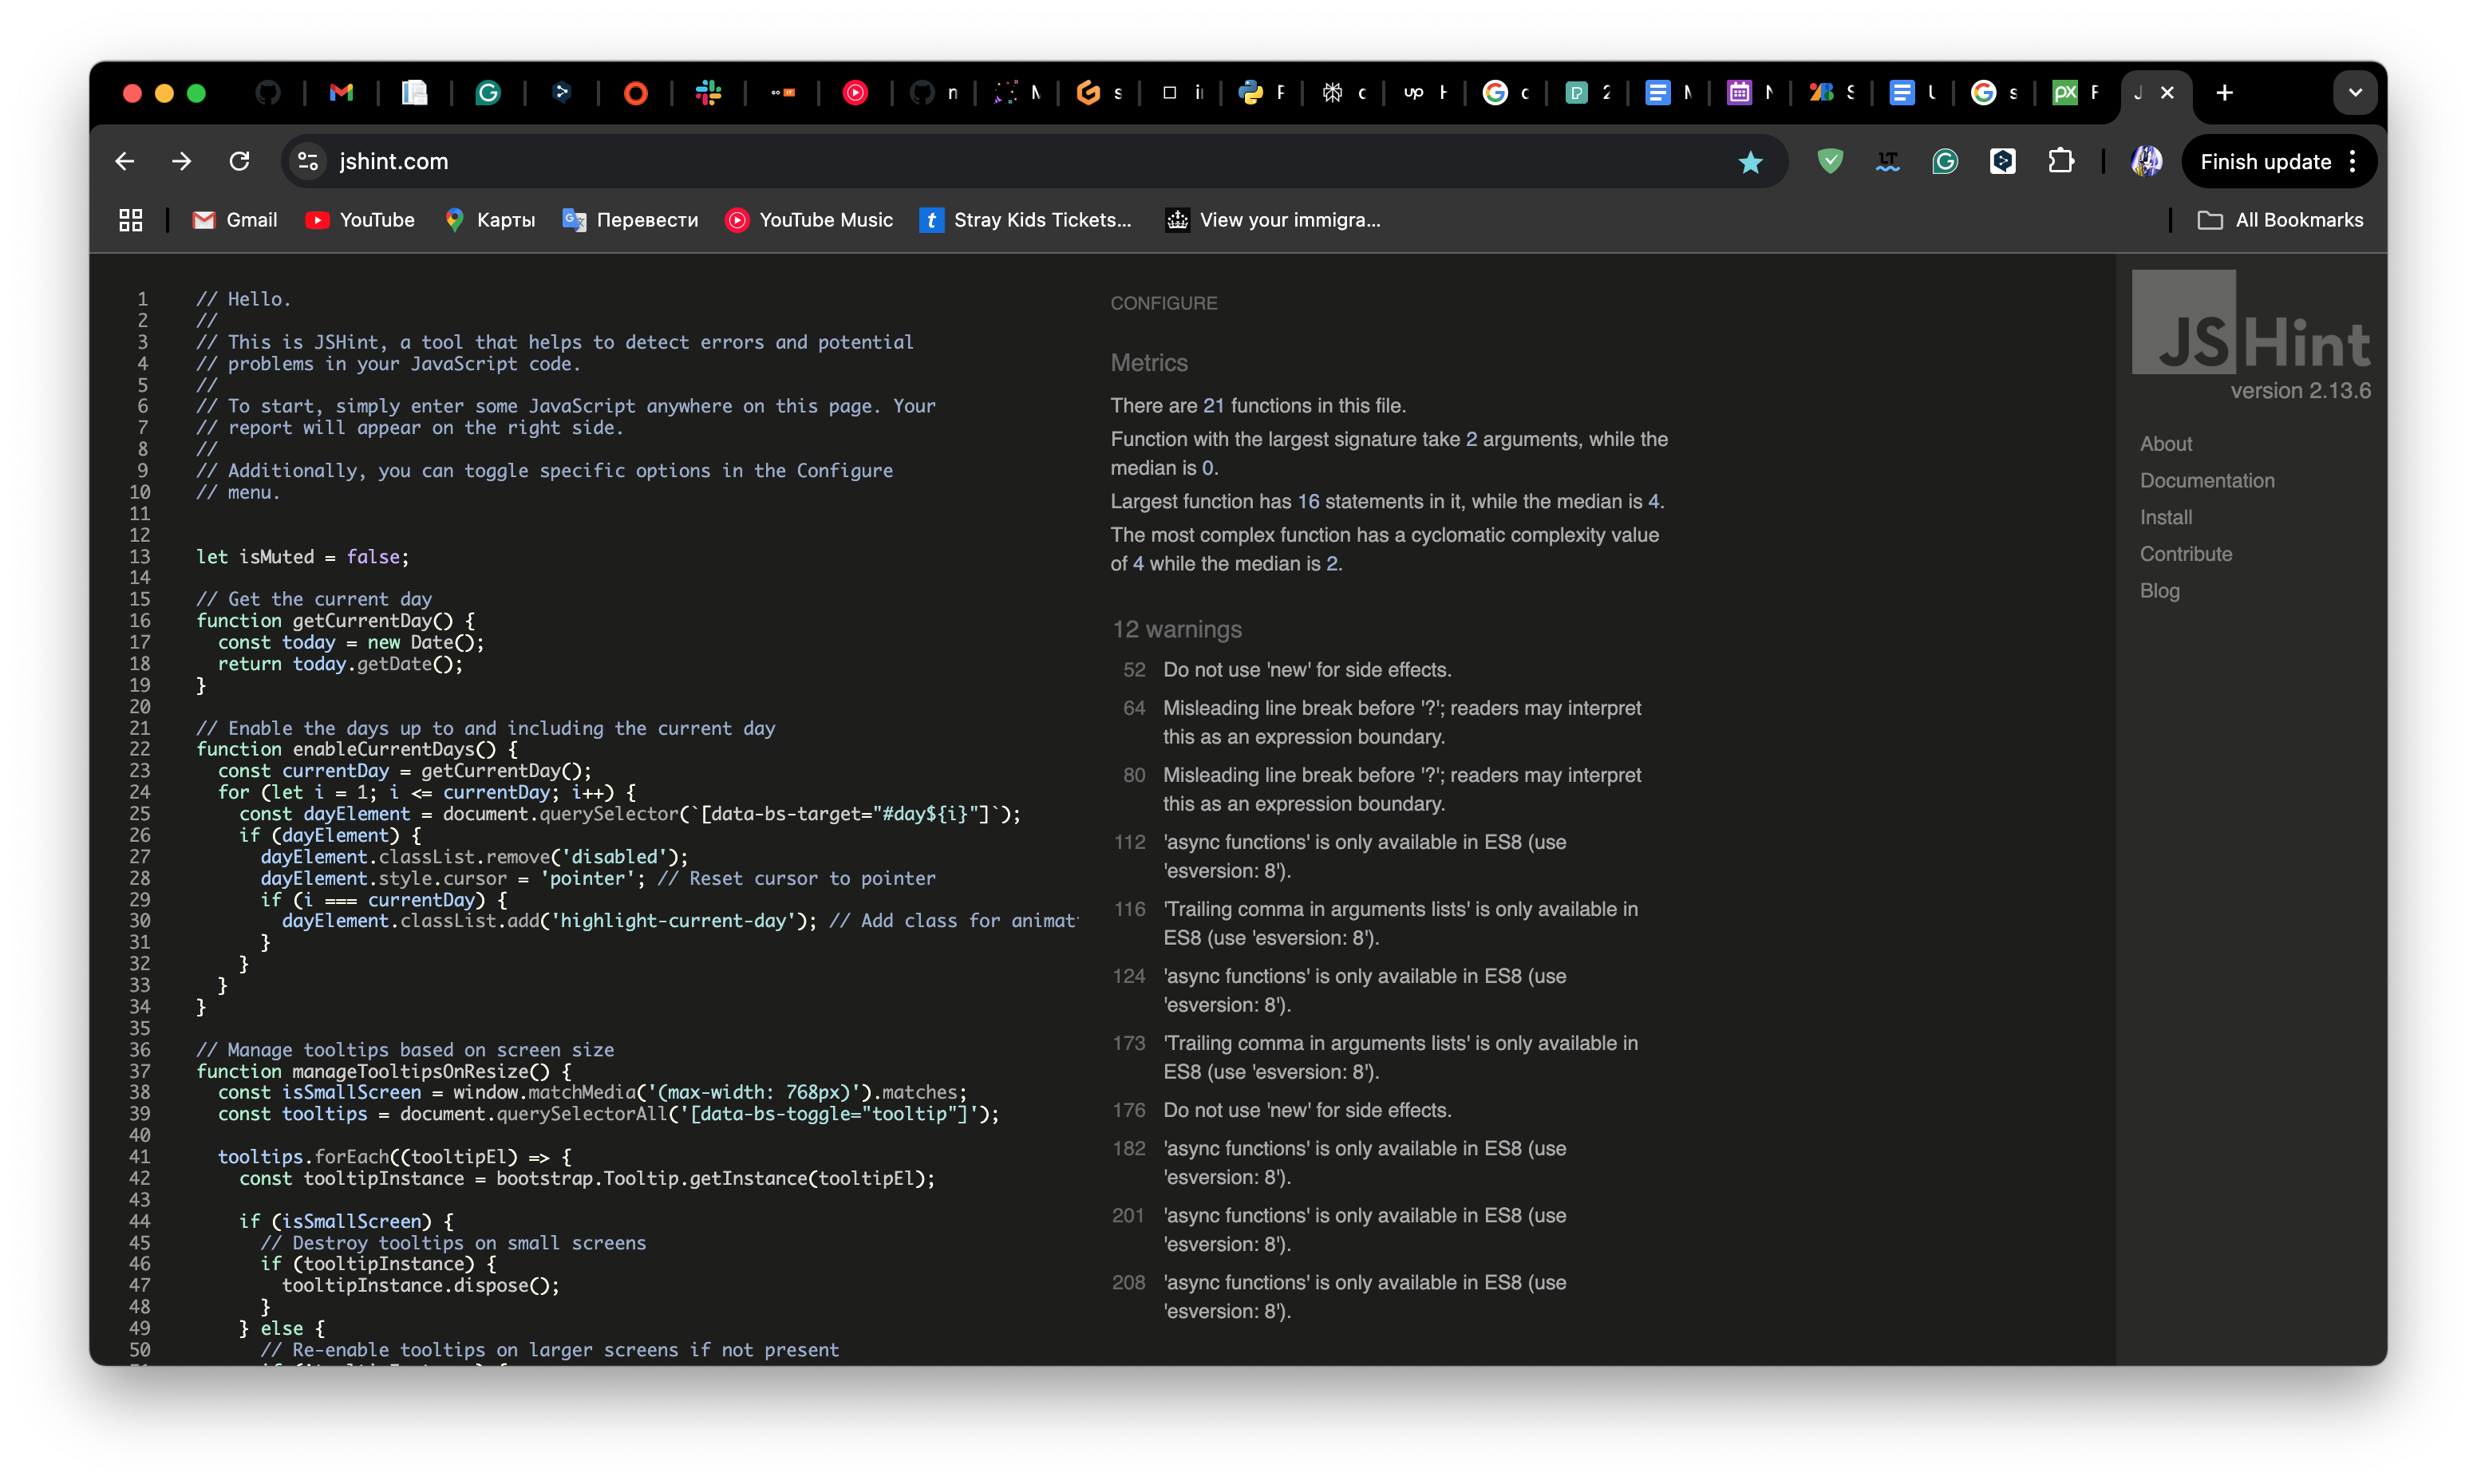 jshint.com
Finish update
Gmail
YouTube
Карты
Перевести
YouTube Music
Stray Kids Tickets...
View your immigra...
All Bookmarks
1 // Hello.
2 //
3 // This is JSHint, a tool that helps to detect errors and potential
4 // problems in your JavaScript code.
5 //
6 // To start, simply enter some JavaScript anywhere on this page. Your
7 // report will appear on the right side.
8 //
9 // Additionally, you can toggle specific options in the Configure
10 // menu.
11
12
13 let isMuted = false;
14
15 // Get the current day
16 function getCurrentDay() {
17 const today = new Date();
18 return today.getDate();
19 }
20
21 // Enable the days up to and including the current day
22 function enableCurrentDays() {
23 const currentDay = getCurrentDay();
24 for (let i = 1; i <= currentDay; i++) {
25 const dayElement = document.querySelector(`[data-bs-target="#day${i}"]`);
26 if (dayElement) {
27 dayElement.classList.remove('disabled');
28 dayElement.style.cursor = 'pointer'; // Reset cursor to pointer
29 if (i === currentDay) {
30 dayElement.classList.add('highlight-current-day'); // Add class for animat
31 }
32 }
33 }
34 }
35
36 // Manage tooltips based on screen size
37 function manageTooltipsOnResize() {
38 const isSmallScreen = window.matchMedia('(max-width: 768px)').matches;
39 const tooltips = document.querySelectorAll('[data-bs-toggle="tooltip"]');
40
41 tooltips.forEach((tooltipEl) => {
42 const tooltipInstance = bootstrap.Tooltip.getInstance(tooltipEl);
43
44 if (isSmallScreen) {
45 // Destroy tooltips on small screens
46 if (tooltipInstance) {
47 tooltipInstance.dispose();
48 }
49 } else {
50 // Re-enable tooltips on larger screens if not present
CONFIGURE
Metrics
There are 21 functions in this file.
Function with the largest signature take 2 arguments, while the
median is 0.
Largest function has 16 statements in it, while the median is 4.
The most complex function has a cyclomatic complexity value
of 4 while the median is 2.
12 warnings
52 Do not use 'new' for side effects.
64 Misleading line break before '?'; readers may interpret
this as an expression boundary.
80 Misleading line break before '?'; readers may interpret
this as an expression boundary.
112 'async functions' is only available in ES8 (use
'esversion: 8').
116 'Trailing comma in arguments lists' is only available in
ES8 (use 'esversion: 8').
124 'async functions' is only available in ES8 (use
'esversion: 8').
173 'Trailing comma in arguments lists' is only available in
ES8 (use 'esversion: 8').
176 Do not use 'new' for side effects.
182 'async functions' is only available in ES8 (use
'esversion: 8').
201 'async functions' is only available in ES8 (use
'esversion: 8').
208 'async functions' is only available in ES8 (use
'esversion: 8').
JSHint
version 2.13.6
About
Documentation
Install
Contribute
Blog